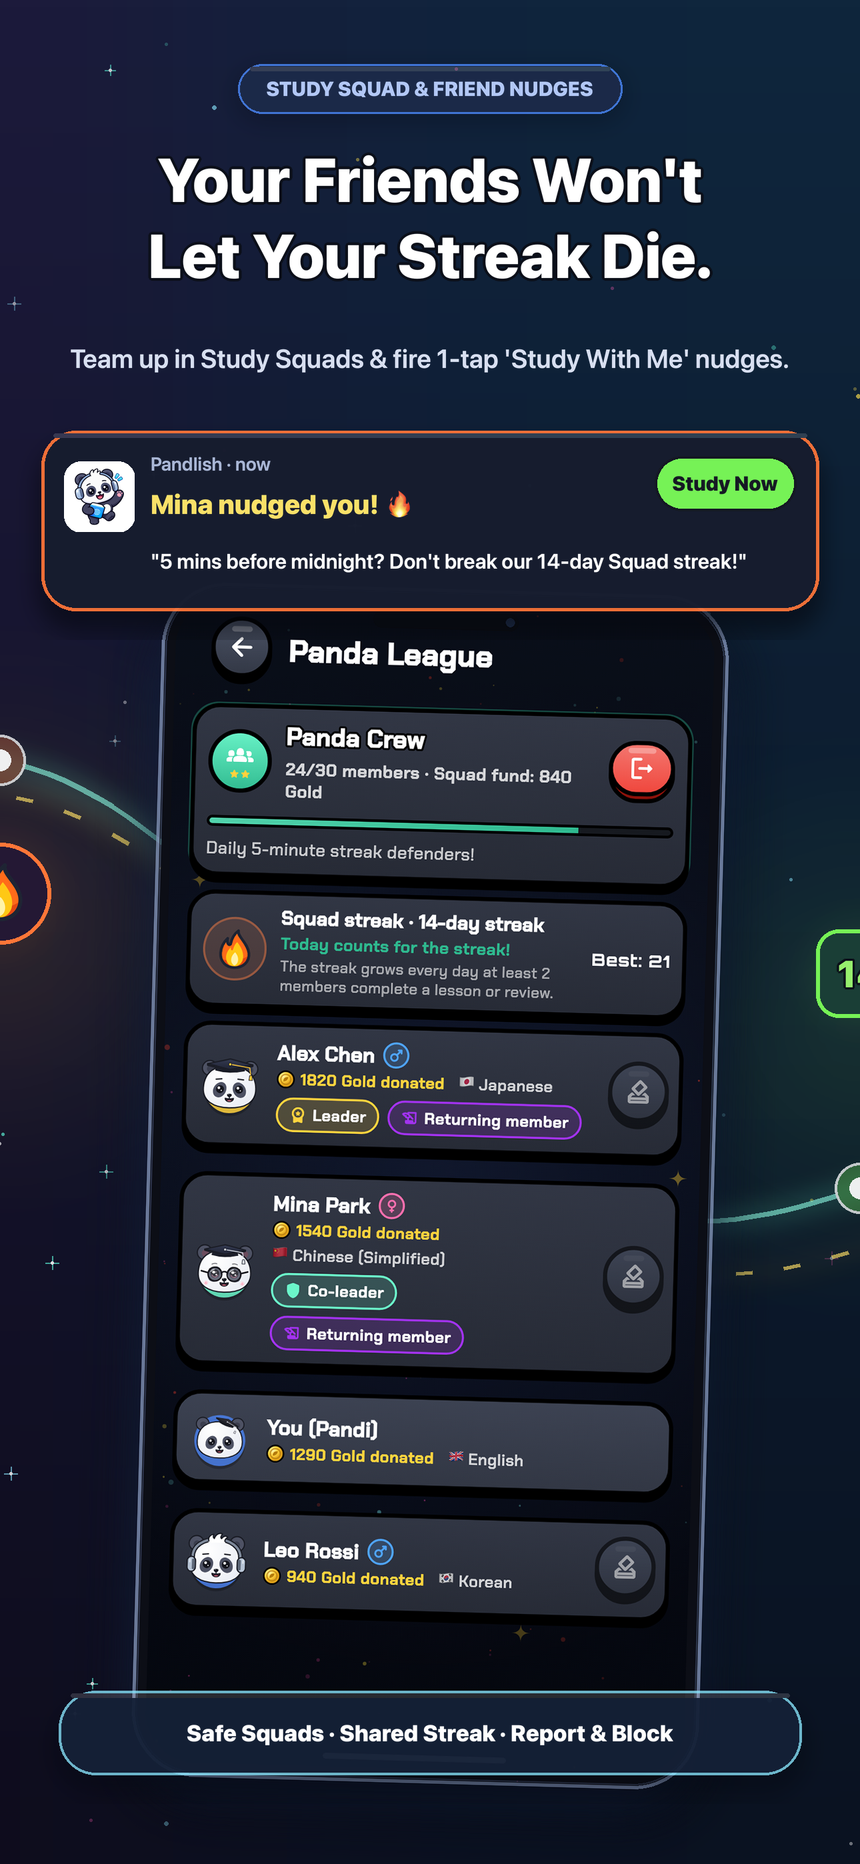 STUDY SQUAD & FRIEND NUDGES
Your Friends Won't
Let Your Streak Die.
Team up in Study Squads & fire 1-tap 'Study With Me' nudges.
Pandlish · now
Mina nudged you! 🔥
Study Now
"5 mins before midnight? Don't break our 14-day Squad streak!"
Panda League
Panda Crew
24/30 members · Squad fund: 840
Gold
Daily 5-minute streak defenders!
Squad streak · 14-day streak
Today counts for the streak!
The streak grows every day at least 2
members complete a lesson or review.
Best: 21
Alex Chen
1820 Gold donated
Japanese
Leader
Returning member
Mina Park
1540 Gold donated
Chinese (Simplified)
Co-leader
Returning member
You (Pandi)
1290 Gold donated
English
Leo Rossi
940 Gold donated
Korean
Safe Squads · Shared Streak · Report & Block